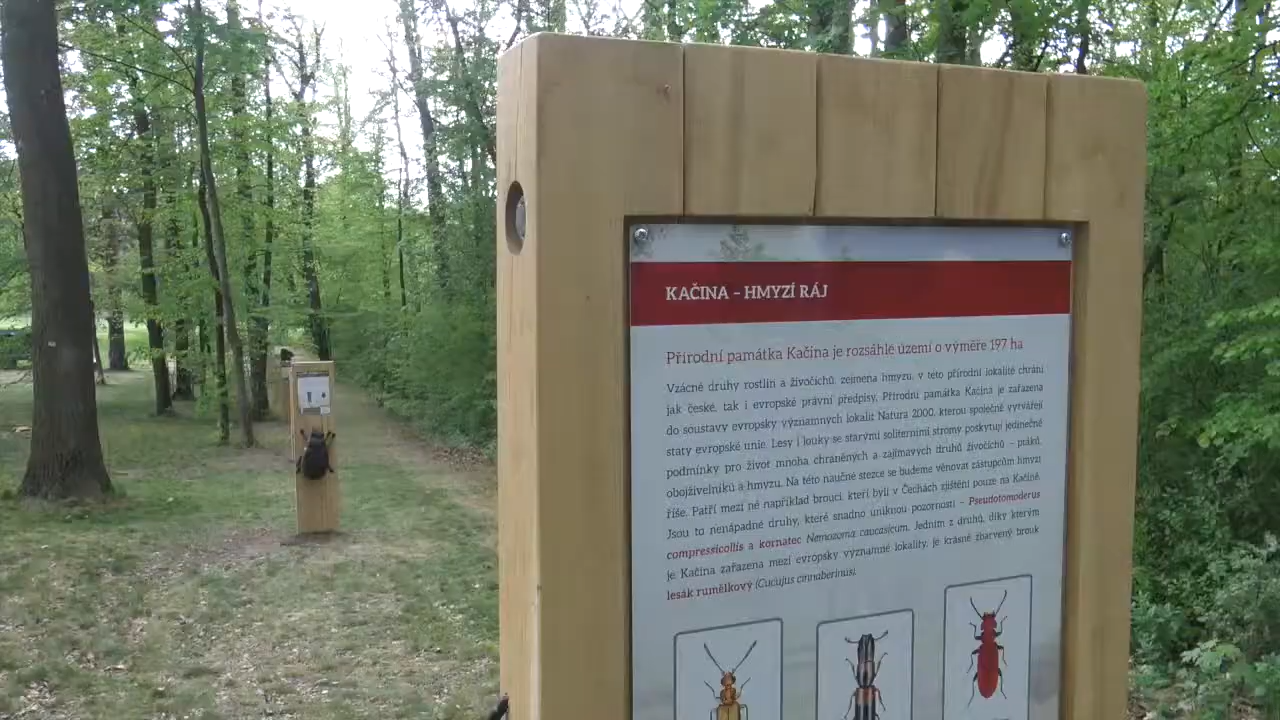 KAČINA – HMYZÍ RÁJ
Přírodní památka Kačina je rozsáhlé území o výměře 197 ha
Vzácné druhy rostlin a živočichů, zejména hmyzu, v této přírodní lokalitě chrání
jak české, tak i evropské právní předpisy. Přírodní památka Kačina je zařazena
do soustavy evropsky významných lokalit Natura 2000, kterou společně vytvářejí
státy evropské unie. Lesy i louky se starými soliterními stromy poskytují jedinečné
podmínky pro život mnoha chráněných a zajímavých druhů živočichů – ptáků,
obojživelníků a hmyzu. Na této naučné stezce se budeme věnovat zástupcům hmyzí
říše. Patří mezi ně například brouci, kteří byli v Čechách zjištěni pouze na Kačině.
Jsou to nenápadné druhy, které snadno uniknou pozornosti – Pseudotomoderus
compressicollis a kornatec Nemozoma caucasicum. Jedním z druhů, díky kterým
je Kačina zařazena mezi evropsky významné lokality, je krásně zbarvený brouk
lesák rumělkový (Cucujus cinnaberinus).